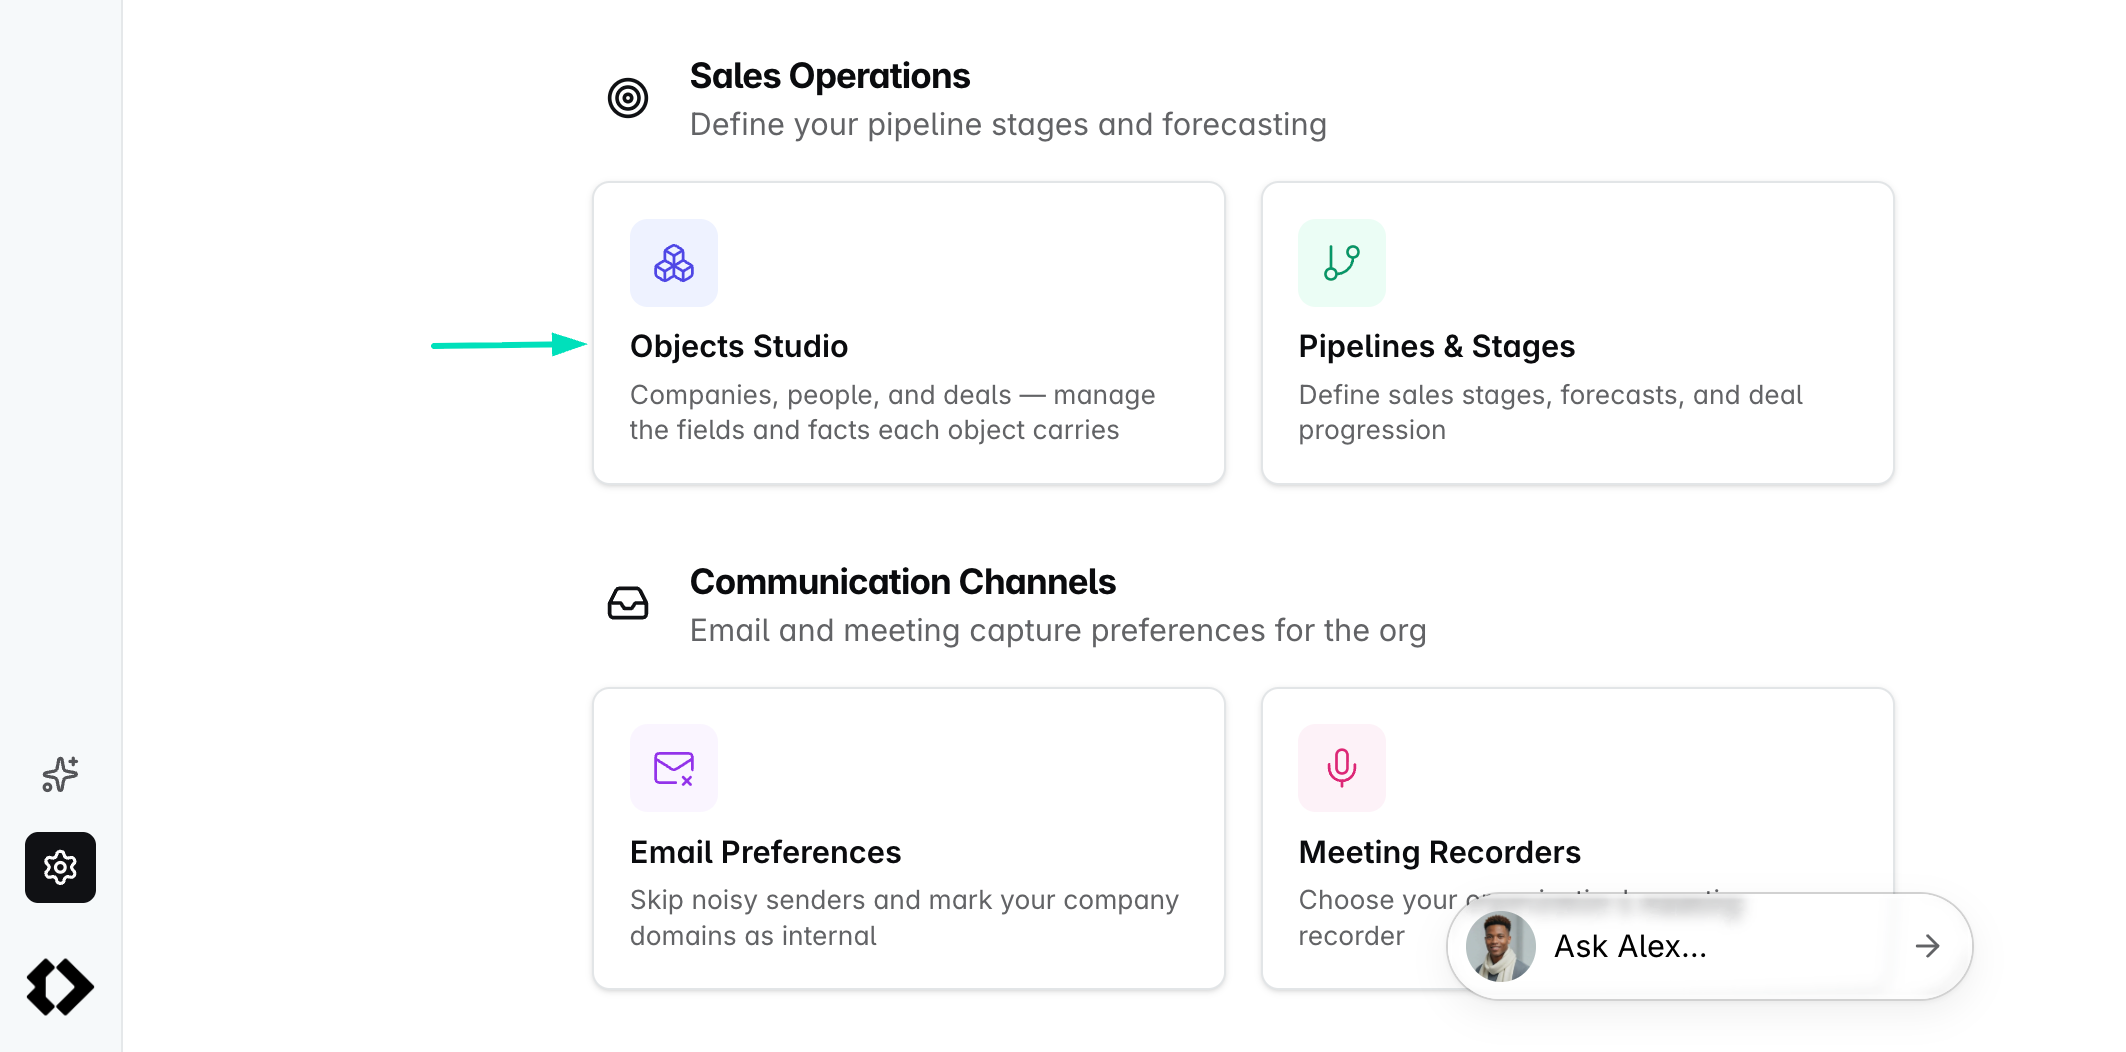 Sales Operations
Define your pipeline stages and forecasting
Objects Studio
Companies, people, and deals — manage
the fields and facts each object carries
Pipelines & Stages
Define sales stages, forecasts, and deal
progression
Communication Channels
Email and meeting capture preferences for the org
Email Preferences
Skip noisy senders and mark your company
domains as internal
Meeting Recorders
Choose your
recorder
Ask Alex...